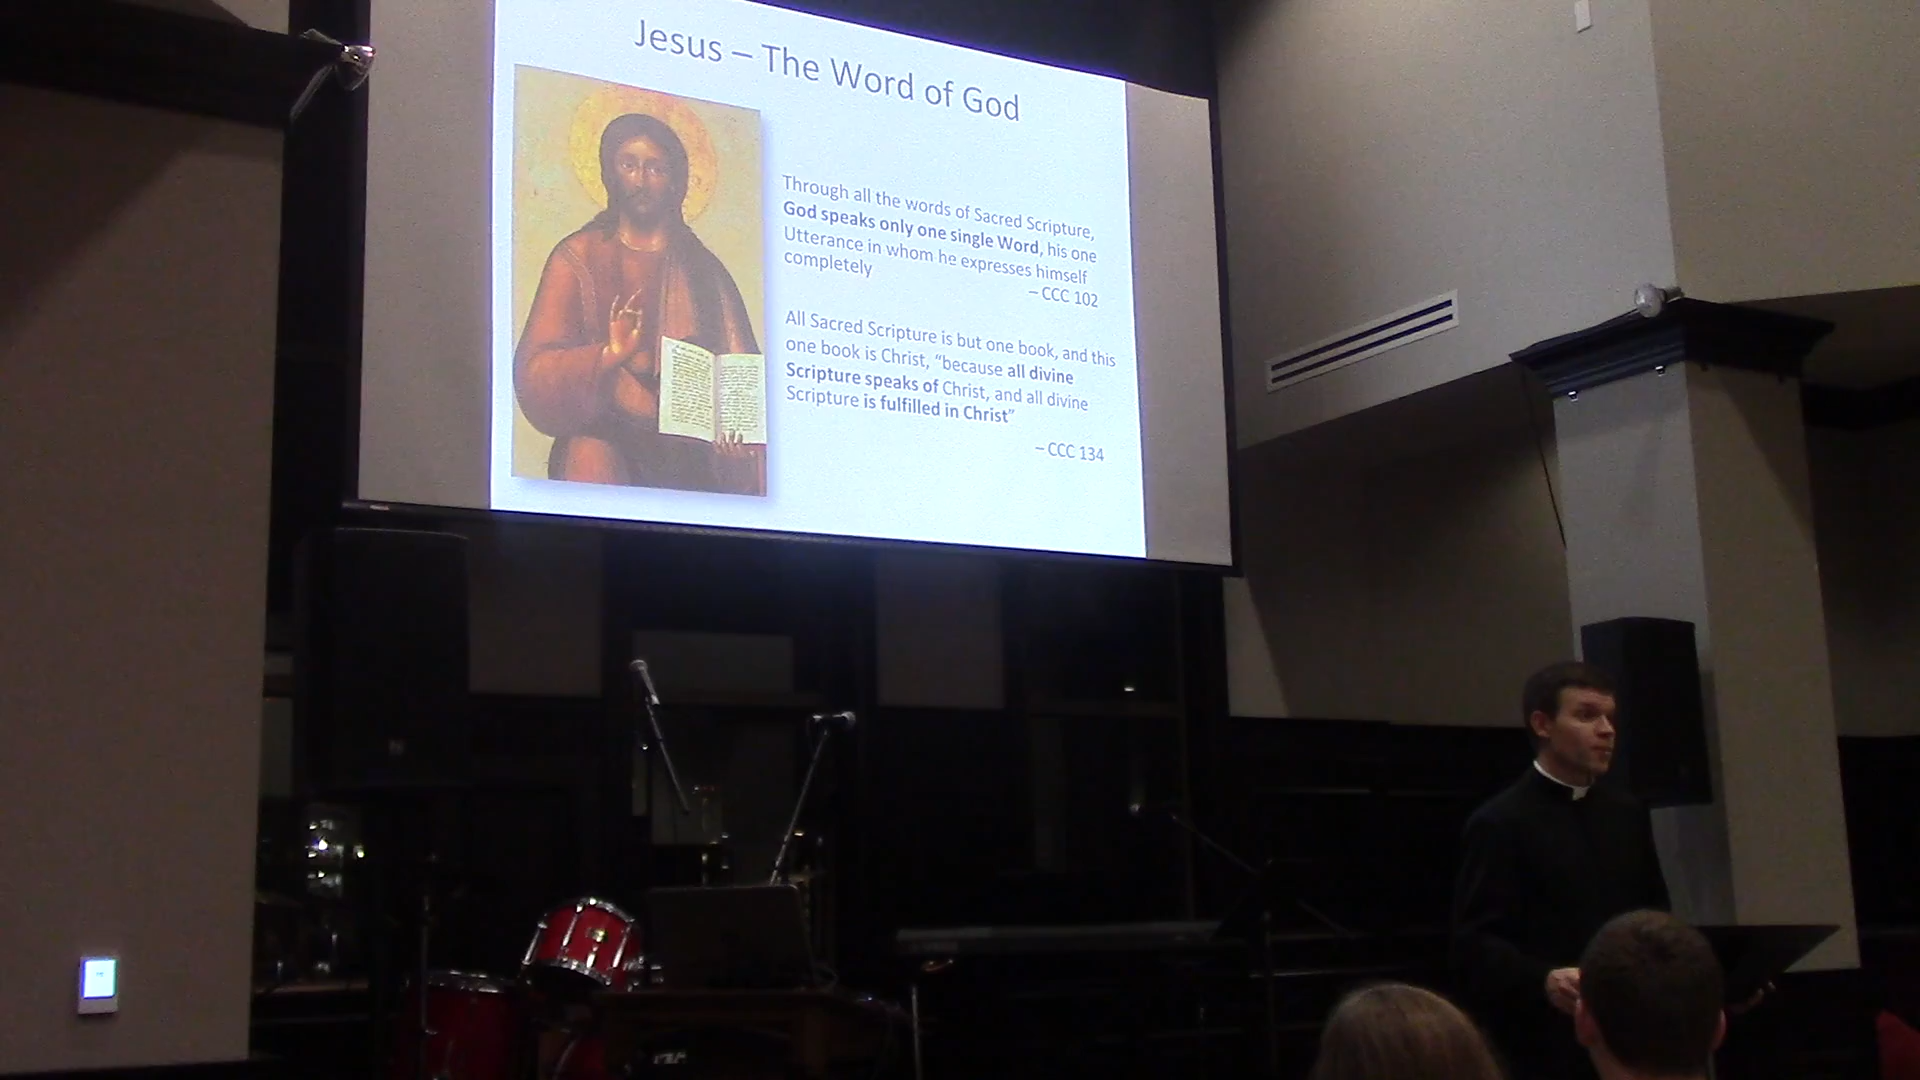 Jesus – The Word of God
Through all the words of Sacred Scripture,
God speaks only one single Word, his one
Utterance in whom he expresses himself
completely
– CCC 102
All Sacred Scripture is but one book, and this
one book is Christ, “because all divine
Scripture speaks of Christ, and all divine
Scripture is fulfilled in Christ”
– CCC 134